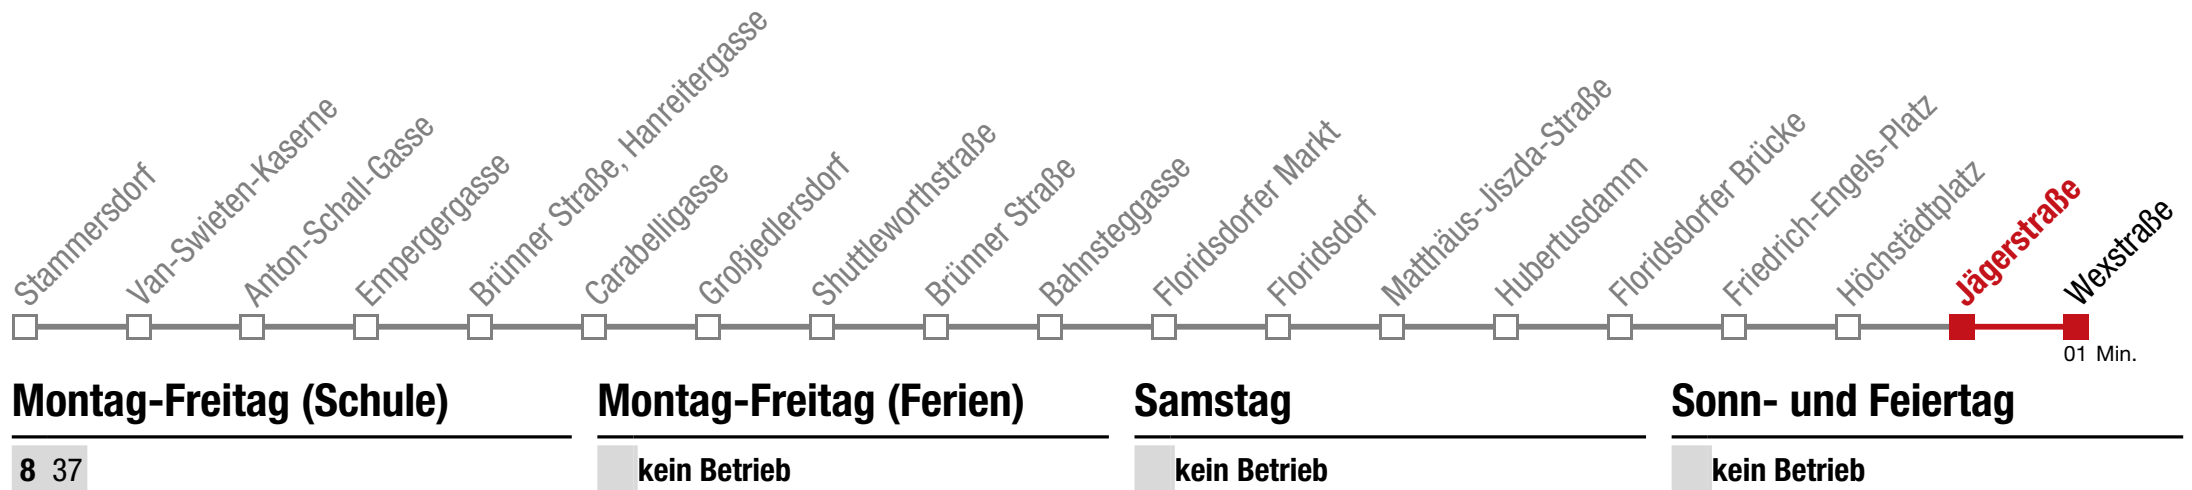 Stammersdorf
Van-Swieten-Kaserne
Anton-Schall-Gasse
Empergergasse
Brünner Straße, Hanreitergasse
Carabelligasse
Großjedlersdorf
Shuttleworthstraße
Brünner Straße
Bahnsteggasse
Floridsdorfer Markt
Floridsdorf
Matthäus-Jiszda-Straße
Hubertusdamm
Floridsdorfer Brücke
Friedrich-Engels-Platz
Höchstädtplatz
Jägerstraße
Wexstraße
01 Min.
Montag-Freitag (Schule)
8 37
Montag-Freitag (Ferien)
kein Betrieb
Samstag
kein Betrieb
Sonn- und Feiertag
kein Betrieb